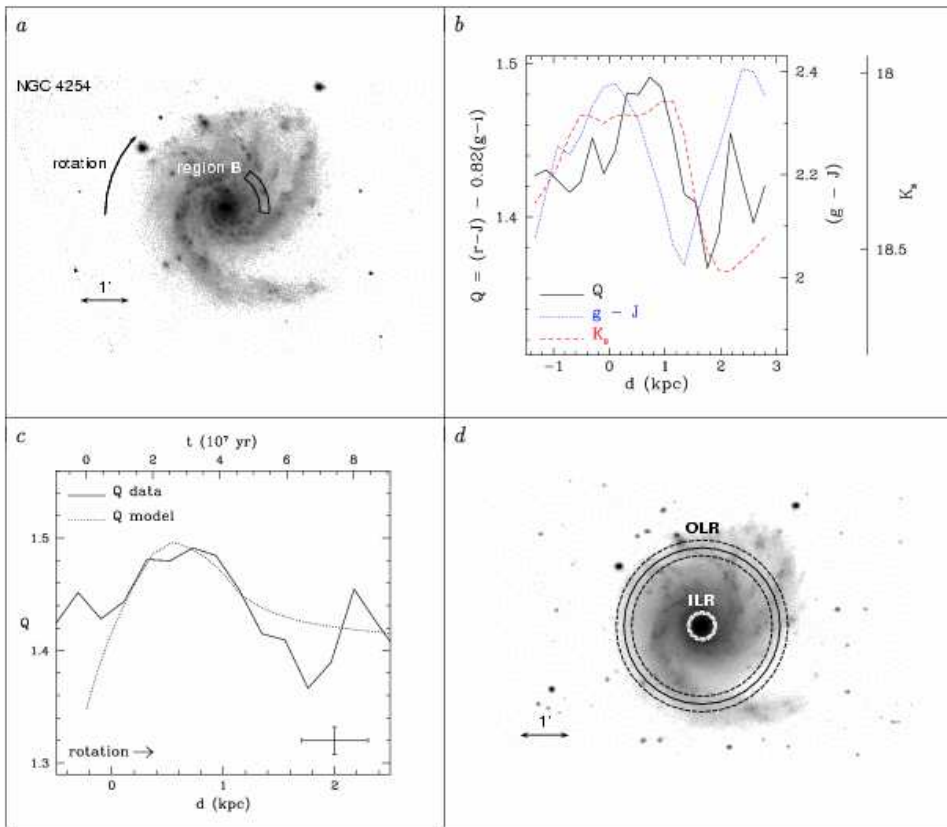 a
NGC 4254
rotation
region B
1'
b
1.5
1.4
Q = (r-J) - 0.82(g-i)
2.4
2.2
2
(g - J)
18
18.5
K_s
Q
g - J
K_s
-1 0 1 2 3
d (kpc)
c
t (10⁷ yr)
0 2 4 6 8
Q data
Q model
1.5
1.4
1.3
Q
rotation →
0 1 2
d (kpc)
d
OLR
ILR
1'